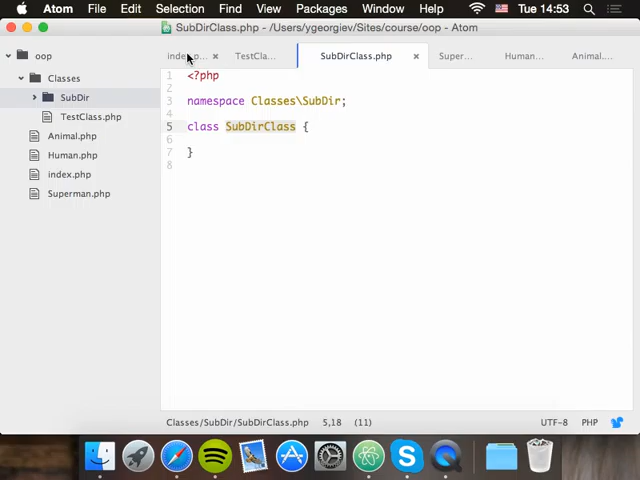 Atom File Edit Selection Find View Packages Window Help Tue 14:53
SubDirClass.php - /Users/ygeorgiev/Sites/course/oop - Atom
oop
Classes
SubDir
TestClass.php
Animal.php
Human.php
index.php
Superman.php
TestCla... SubDirClass.php Super... Human.... Animal....
1 <?php
2
3 namespace Classes\SubDir;
4
5 class SubDirClass {
6
7 }
8
Classes/SubDir/SubDirClass.php 5,18 (11) UTF-8 PHP